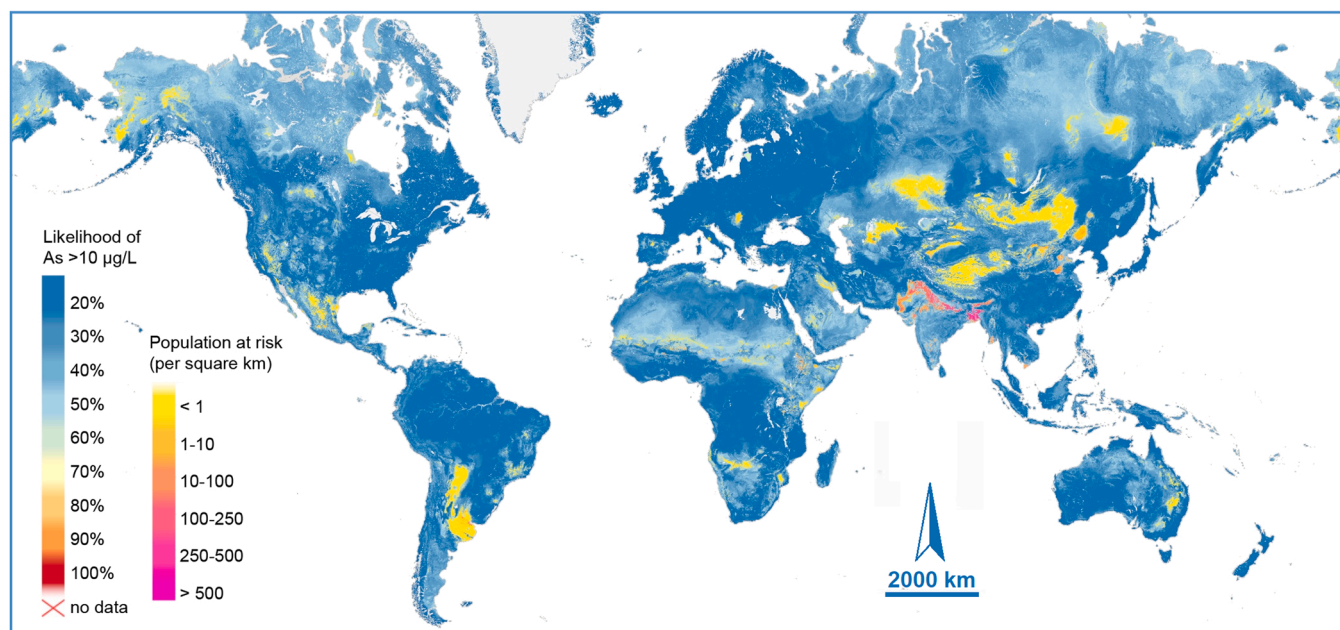 Likelihood of
As >10 µg/L
20%
30%
40%
50%
60%
70%
80%
90%
100%
no data
Population at risk
(per square km)
< 1
1-10
10-100
100-250
250-500
> 500
2000 km